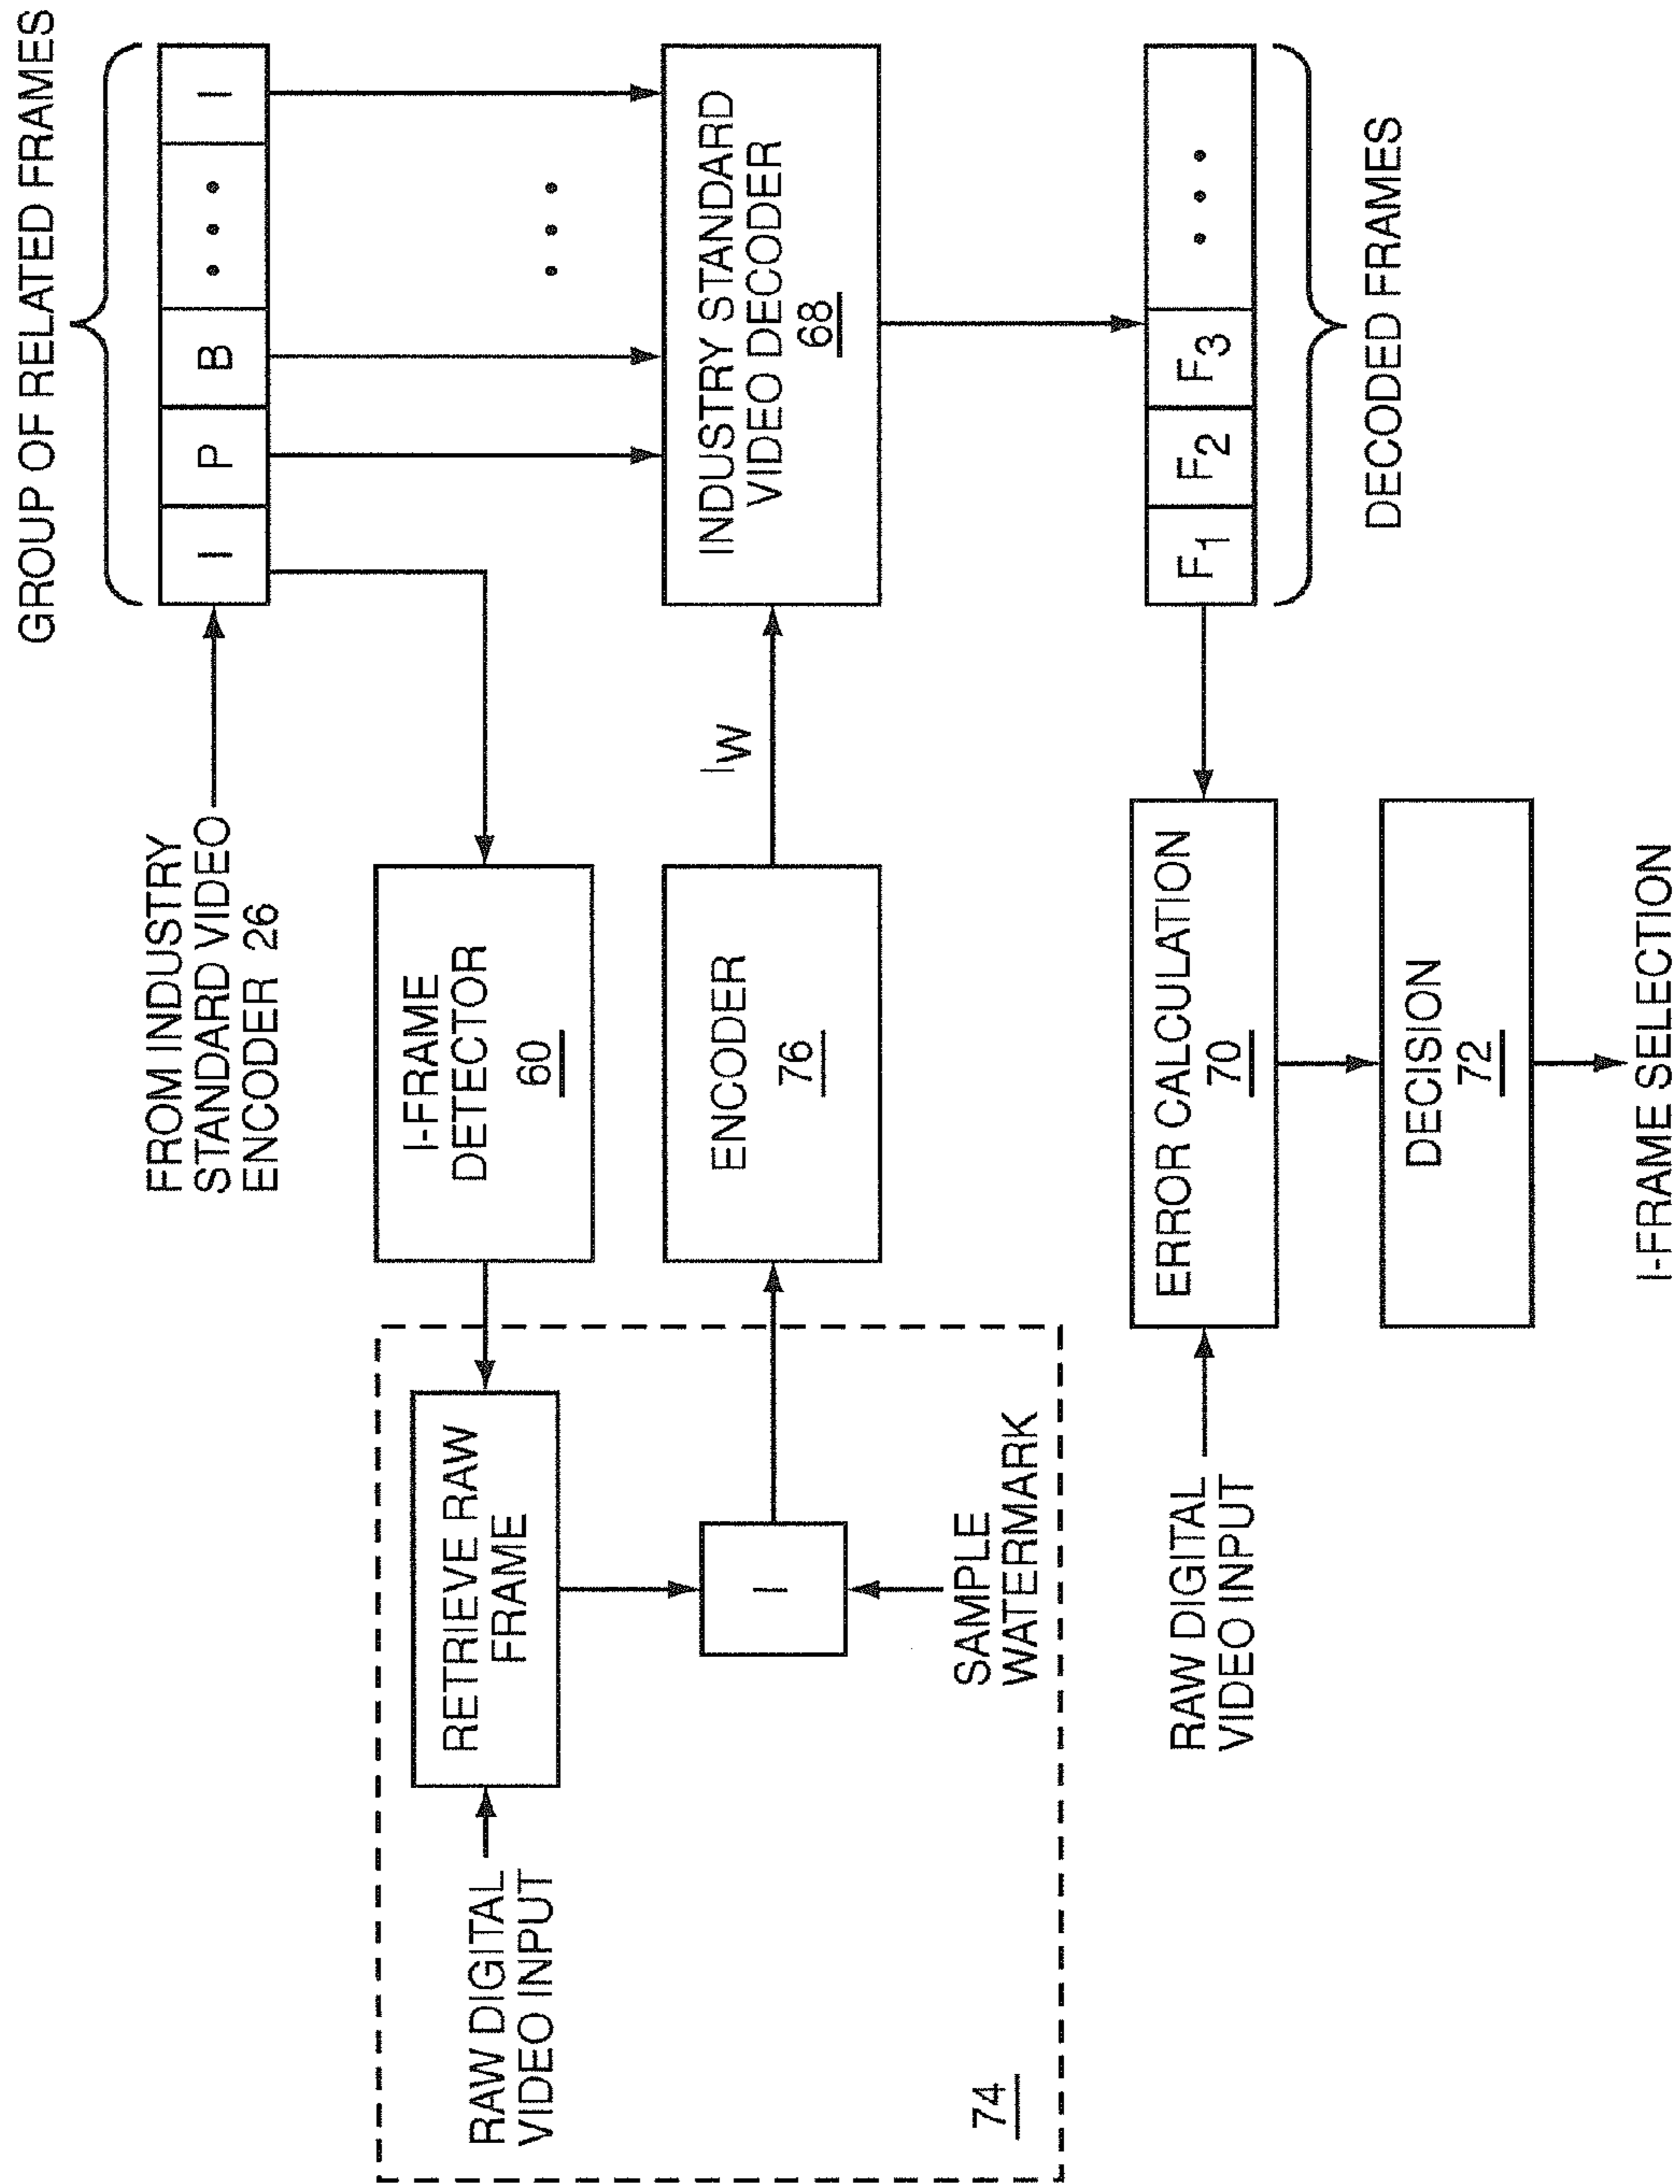 GROUP OF RELATED FRAMES
I P B • • • I
FROM INDUSTRY
STANDARD VIDEO
ENCODER 26
I-FRAME
DETECTOR
60
RETRIEVE RAW
FRAME
RAW DIGITAL
VIDEO INPUT
• • •
INDUSTRY STANDARD
VIDEO DECODER
68
IW
ENCODER
76
I
SAMPLE
WATERMARK
74
F1 F2 F3 • • •
DECODED FRAMES
ERROR CALCULATION
70
RAW DIGITAL
VIDEO INPUT
DECISION
72
I-FRAME SELECTION